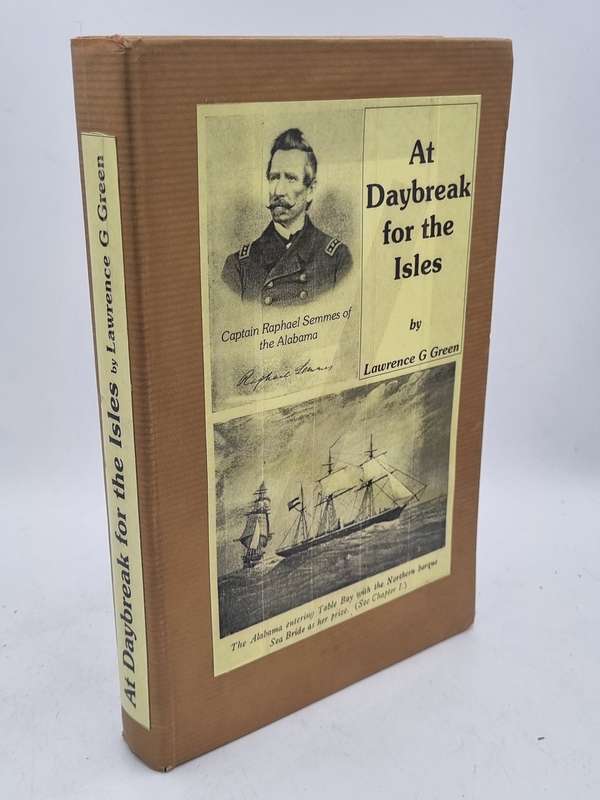 At Daybreak for the Isles by Lawrence G Green
At
Daybreak
for the
Isles
by
Lawrence G Green
Captain Raphael Semmes of
the Alabama
Raphael Semmes
The Alabama entering Table Bay with the Northern barque
Sea Bride as her prize. (See Chapter 1.)